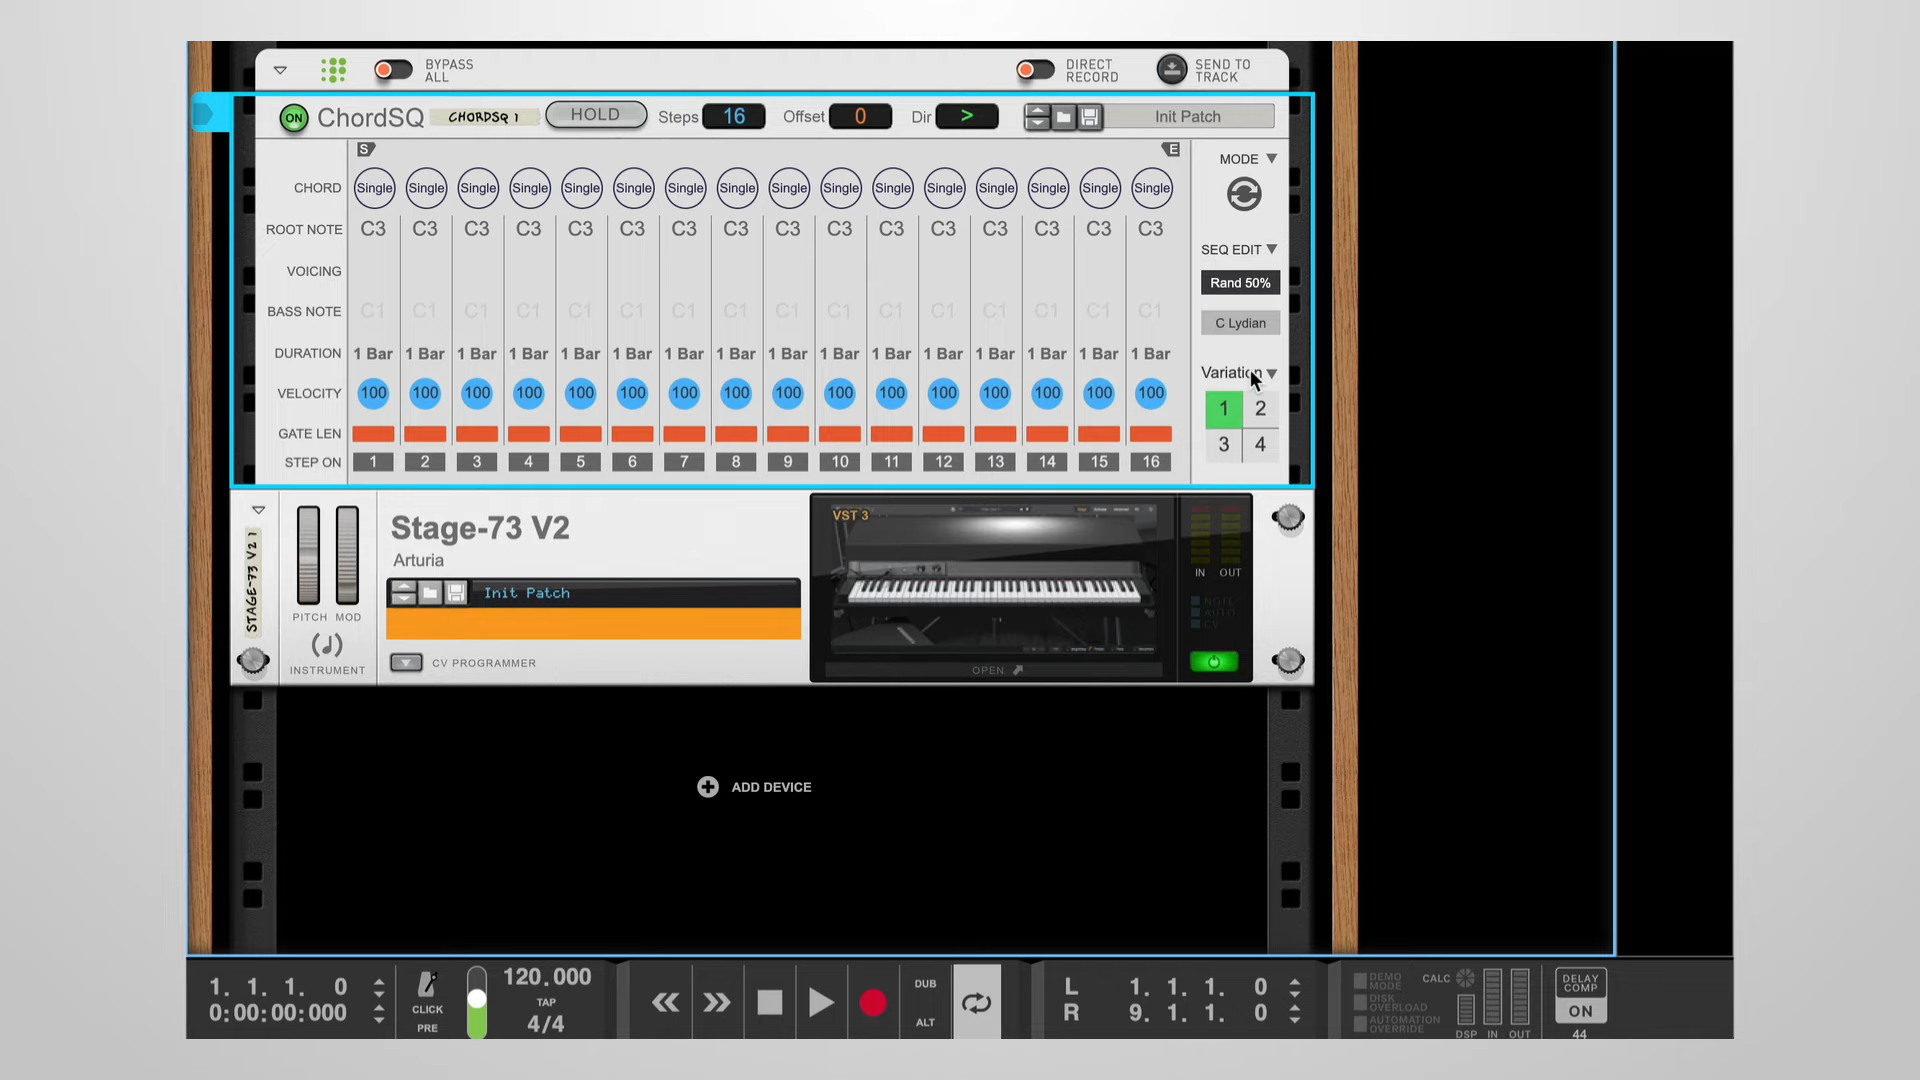 BYPASS
ALL
DIRECT
RECORD
SEND TO
TRACK
ON ChordSQ CHORDSQ 1 HOLD Steps 16 Offset 0 Dir > Init Patch
S E
MODE
CHORD Single Single Single Single Single Single Single Single Single Single Single Single Single Single Single Single
ROOT NOTE C3 C3 C3 C3 C3 C3 C3 C3 C3 C3 C3 C3 C3 C3 C3 C3
SEQ EDIT
VOICING
Rand 50%
BASS NOTE C1 C1 C1 C1 C1 C1 C1 C1 C1 C1 C1 C1 C1 C1 C1 C1
C Lydian
DURATION 1 Bar 1 Bar 1 Bar 1 Bar 1 Bar 1 Bar 1 Bar 1 Bar 1 Bar 1 Bar 1 Bar 1 Bar 1 Bar 1 Bar 1 Bar 1 Bar
Variation
VELOCITY 100 100 100 100 100 100 100 100 100 100 100 100 100 100 100 100
1 2
GATE LEN
3 4
STEP ON 1 2 3 4 5 6 7 8 9 10 11 12 13 14 15 16
STAGE-73 V2 1
PITCH MOD
INSTRUMENT
Stage-73 V2
Arturia
Init Patch
CV PROGRAMMER
VST 3
OPEN
IN OUT
NOTE
AUTO
CV
ADD DEVICE
1. 1. 1. 0
0:00:00:000
CLICK
PRE
120.000
TAP
4/4
DUB
ALT
L 1. 1. 1. 0
R 9. 1. 1. 0
DEMO
MODE
DISK
OVERLOAD
AUTOMATION
OVERRIDE
CALC
DSP IN OUT
DELAY
COMP
ON
44